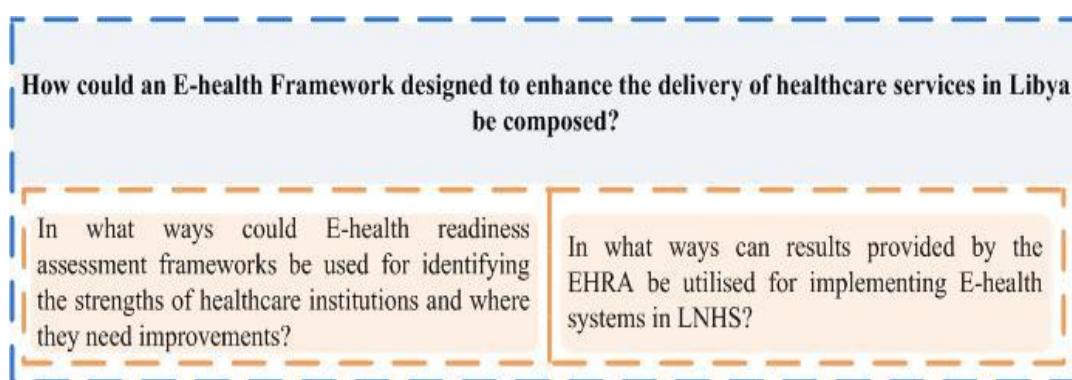 How could an E-health Framework designed to enhance the delivery of healthcare services in Libya
be composed?
In what ways could E-health readiness
assessment frameworks be used for identifying
the strengths of healthcare institutions and where
they need improvements?
In what ways can results provided by the
EHRA be utilised for implementing E-health
systems in LNHS?